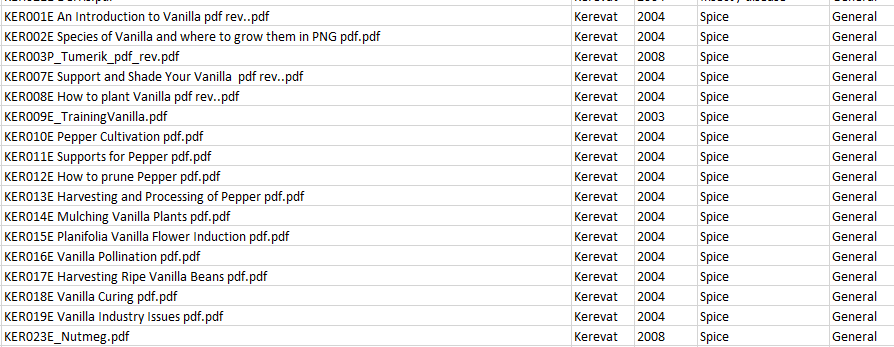 KER001E An Introduction to Vanilla pdf rev..pdf Kerevat 2004 Spice General
KER002E Species of Vanilla and where to grow them in PNG pdf.pdf Kerevat 2004 Spice General
KER003P_Tumerik_pdf_rev.pdf Kerevat 2008 Spice General
KER007E Support and Shade Your Vanilla  pdf rev..pdf Kerevat 2004 Spice General
KER008E How to plant Vanilla pdf rev..pdf Kerevat 2004 Spice General
KER009E_TrainingVanilla.pdf Kerevat 2003 Spice General
KER010E Pepper Cultivation pdf.pdf Kerevat 2004 Spice General
KER011E Supports for Pepper pdf.pdf Kerevat 2004 Spice General
KER012E How to prune Pepper pdf.pdf Kerevat 2004 Spice General
KER013E Harvesting and Processing of Pepper pdf.pdf Kerevat 2004 Spice General
KER014E Mulching Vanilla Plants pdf.pdf Kerevat 2004 Spice General
KER015E Planifolia Vanilla Flower Induction pdf.pdf Kerevat 2004 Spice General
KER016E Vanilla Pollination pdf.pdf Kerevat 2004 Spice General
KER017E Harvesting Ripe Vanilla Beans pdf.pdf Kerevat 2004 Spice General
KER018E Vanilla Curing pdf.pdf Kerevat 2004 Spice General
KER019E Vanilla Industry Issues pdf.pdf Kerevat 2004 Spice General
KER023E_Nutmeg.pdf Kerevat 2008 Spice General